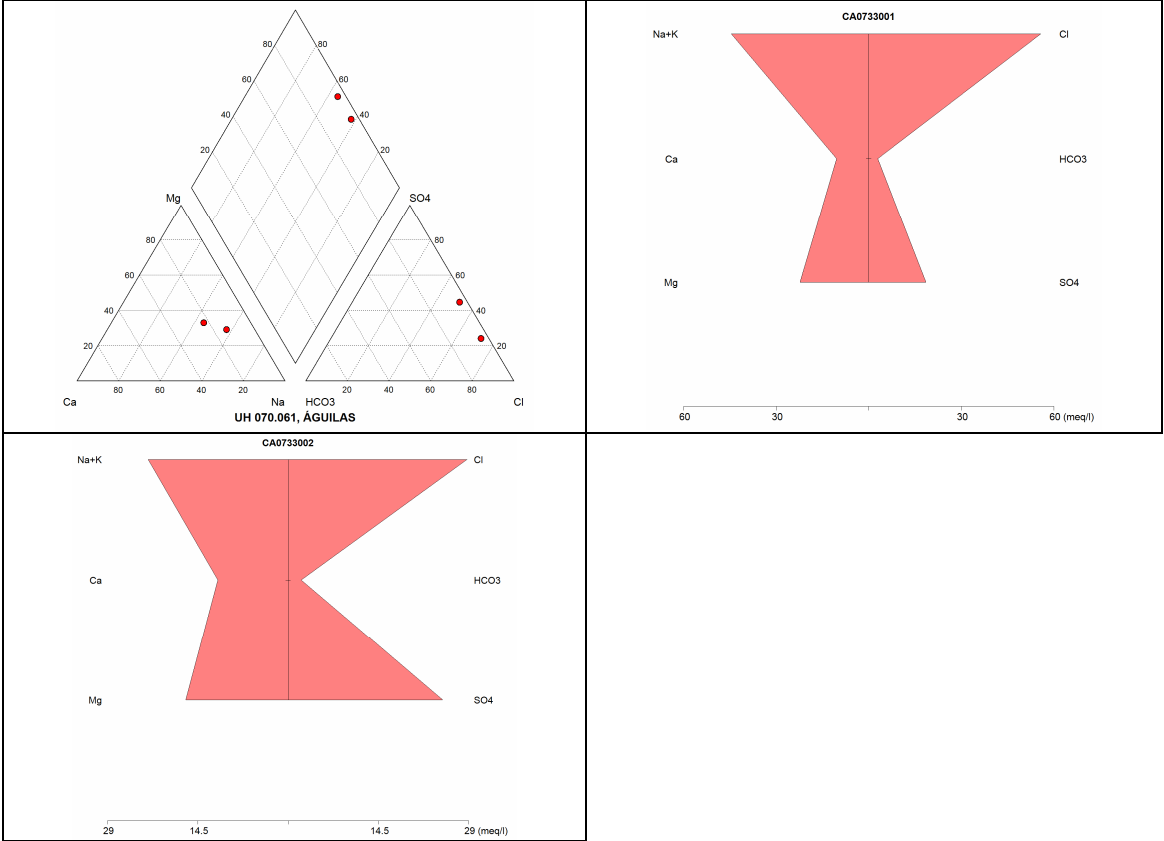 80 80
60 60
40 40
20 20
Mg SO4
80 80
60 60
40 40
20 20
80 60 40 20 20 40 60 80
Ca Na HCO3 Cl
UH 070.061, ÁGUILAS
CA0733001
Na+K Cl
Ca HCO3
Mg SO4
60 30 30 60 (meq/l)
CA0733002
Na+K Cl
Ca HCO3
Mg SO4
29 14.5 14.5 29 (meq/l)